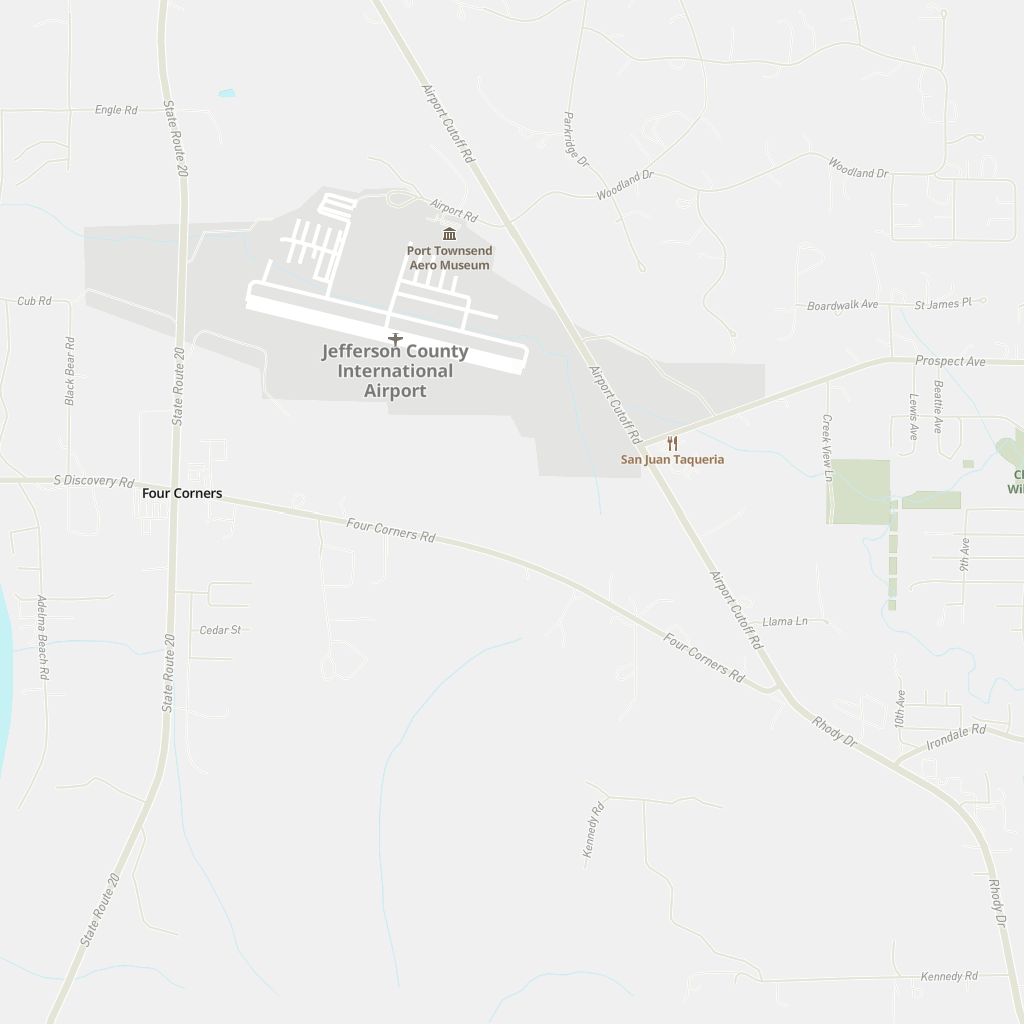 Engle Rd
State Route 20
Airport Cutoff Rd
Parkridge Dr
Woodland Dr
Woodland Dr
Airport Rd
Port Townsend
Aero Museum
Cub Rd
Boardwalk Ave
St James Pl
Black Bear Rd
State Route 20
Jefferson County
International
Airport
Prospect Ave
Airport Cutoff Rd
Lewis Ave
Beattie Ave
Creek View Ln
San Juan Taqueria
S Discovery Rd
Four Corners
Four Corners Rd
9th Ave
Adelma Beach Rd
Cedar St
State Route 20
Airport Cutoff Rd
Llama Ln
Four Corners Rd
10th Ave
Rhody Dr
Irondale Rd
Kennedy Rd
State Route 20
Rhody Dr
Kennedy Rd